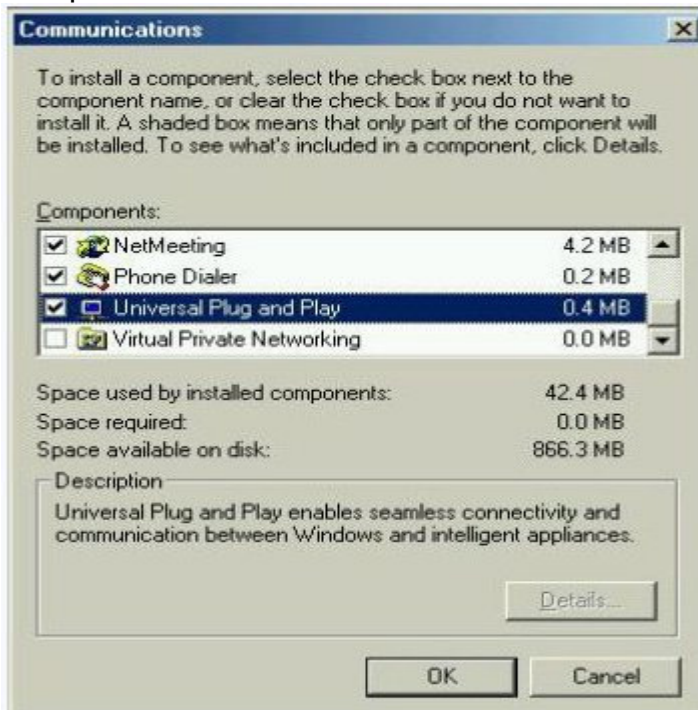 Communications
To install a component, select the check box next to the
component name, or clear the check box if you do not want to
install it. A shaded box means that only part of the component will
be installed. To see what's included in a component, click Details.
Components:
NetMeeting 4.2 MB
Phone Dialer 0.2 MB
Universal Plug and Play 0.4 MB
Virtual Private Networking 0.0 MB
Space used by installed components: 42.4 MB
Space required: 0.0 MB
Space available on disk: 866.3 MB
Description
Universal Plug and Play enables seamless connectivity and
communication between Windows and intelligent appliances.
Details...
OK Cancel